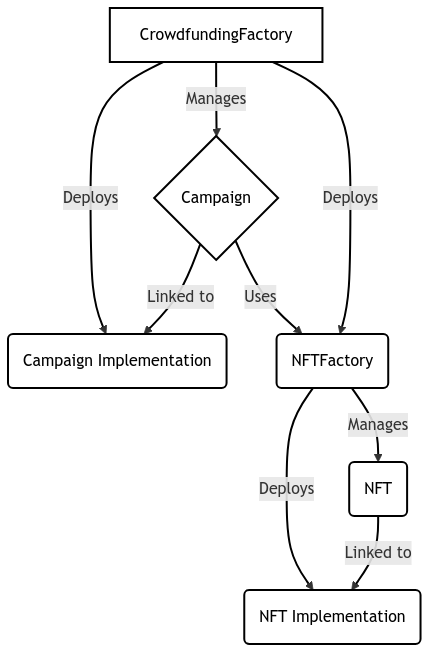 CrowdfundingFactory
Manages
Deploys
Campaign
Deploys
Linked to
Uses
Campaign Implementation
NFTFactory
Manages
Deploys
NFT
Linked to
NFT Implementation